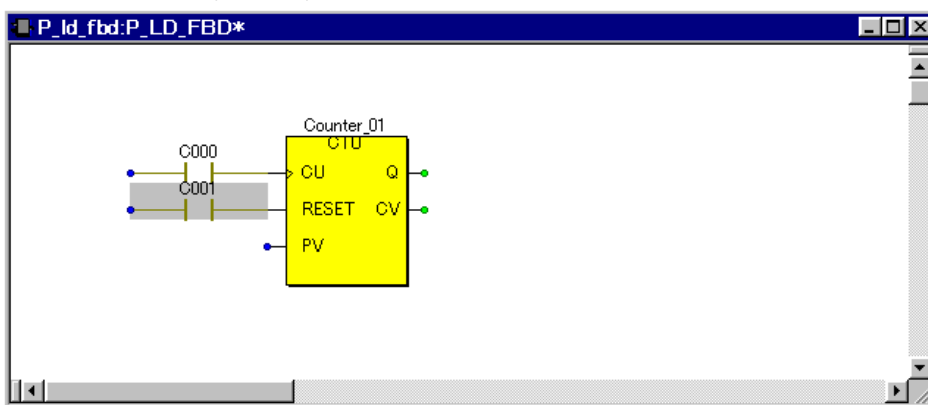 P_ld_fbd:P_LD_FBD*
Counter_01
CTU
C000
CU Q
C001
RESET CV
PV